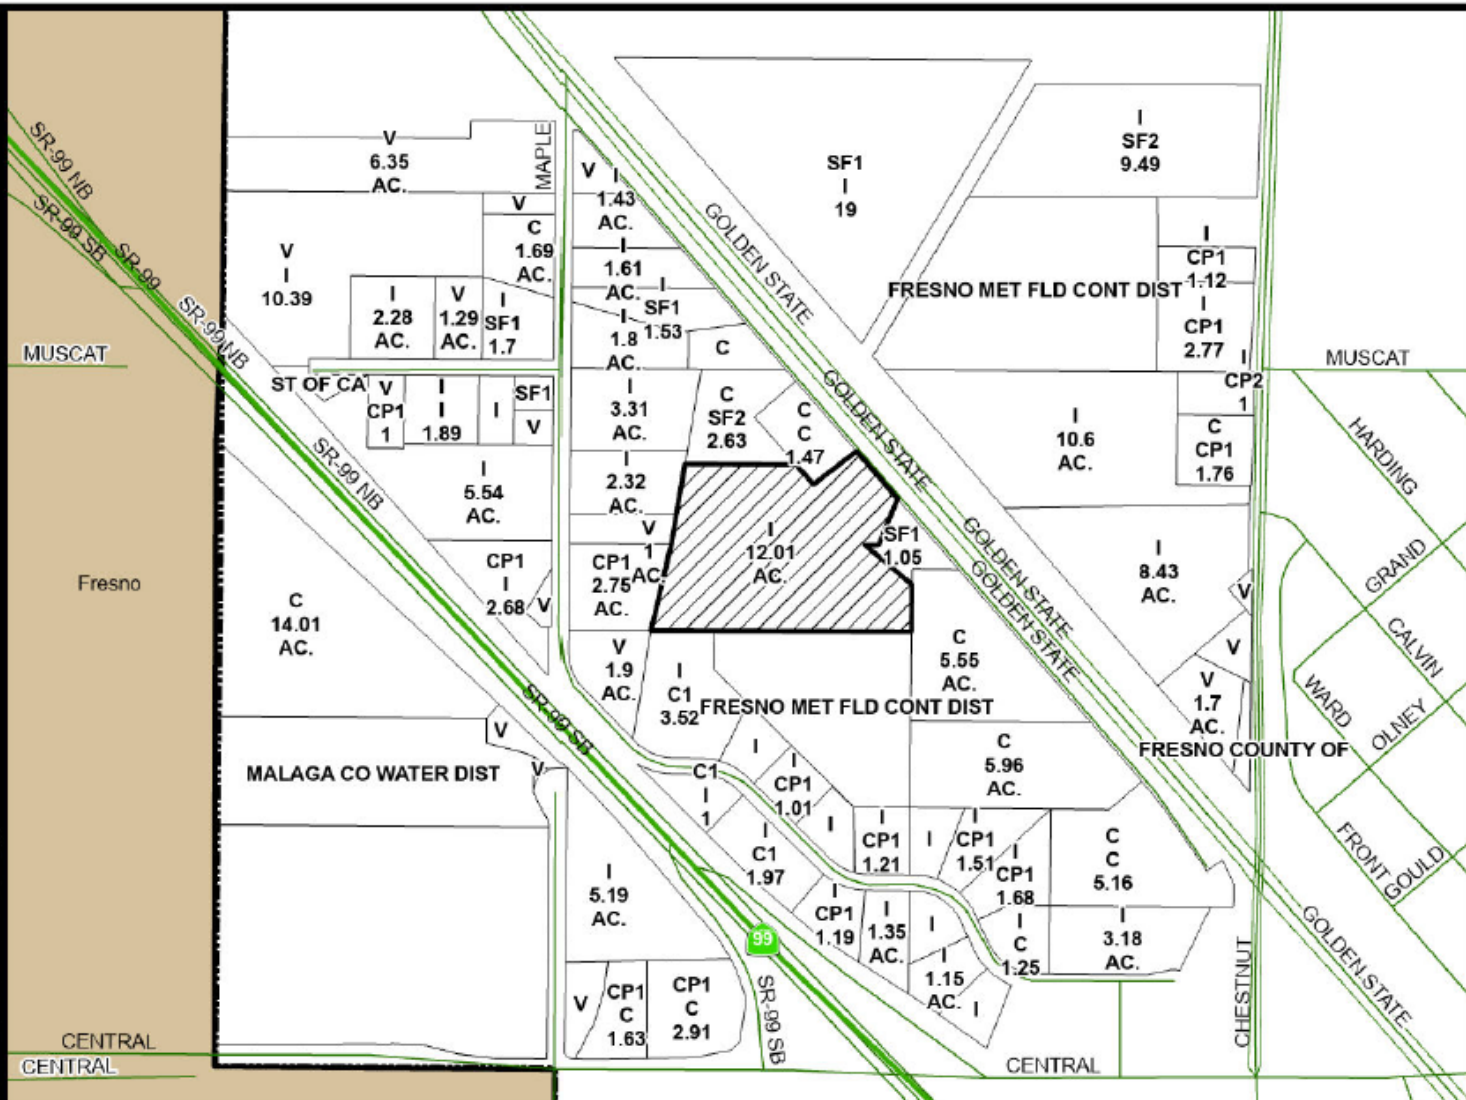 SR-99 NB
SR-99 SB
SR-99
SR-99 NB
MUSCAT
Fresno
CENTRAL
CENTRAL
V
6.35
AC.
MAPLE
V
I
10.39
V
C
1.69
AC.
I
2.28
AC.
V
1.29
AC.
I
SF1
1.7
ST OF CA
V
CP1
1
I
I
1.89
I
SF1
V
SR-99 NB
I
5.54
AC.
CP1
I
2.68
V
C
14.01
AC.
V
V
MALAGA CO WATER DIST
V
I
1.43
AC.
I
1.61
AC.
I
SF1
1.53
I
1.8
AC.
C
I
3.31
AC.
C
SF2
2.63
C
C
1.47
I
2.32
AC.
V
1
AC.
CP1
2.75
AC.
I
12.01
AC.
SF1
1.05
V
1.9
AC.
I
C1
3.52
FRESNO MET FLD CONT DIST
C
5.55
AC.
C
5.96
AC.
SR-99 SB
C1
I
1
I
I
CP1
1.01
I
I
C1
1.97
I
CP1
1.21
I
I
CP1
1.51
I
CP1
1.68
C
C
5.16
I
CP1
1.19
I
1.35
AC.
I
I
1.15
AC.
I
I
C
1.25
I
3.18
AC.
I
5.19
AC.
V
CP1
C
1.63
CP1
C
2.91
99
SR-99 SB
CENTRAL
SF1
I
19
I
SF2
9.49
GOLDEN STATE
FRESNO MET FLD CONT DIST
I
CP1
1.12
I
CP1
2.77
I
CP2
1
MUSCAT
GOLDEN STATE
GOLDEN STATE
I
10.6
AC.
C
CP1
1.76
HARDING
GOLDEN STATE
GOLDEN STATE
I
8.43
AC.
V
V
V
1.7
AC.
FRESNO COUNTY OF
GRAND
CALVIN
WARD
OLNEY
FRONT
GOULD
GOLDEN STATE
CHESTNUT